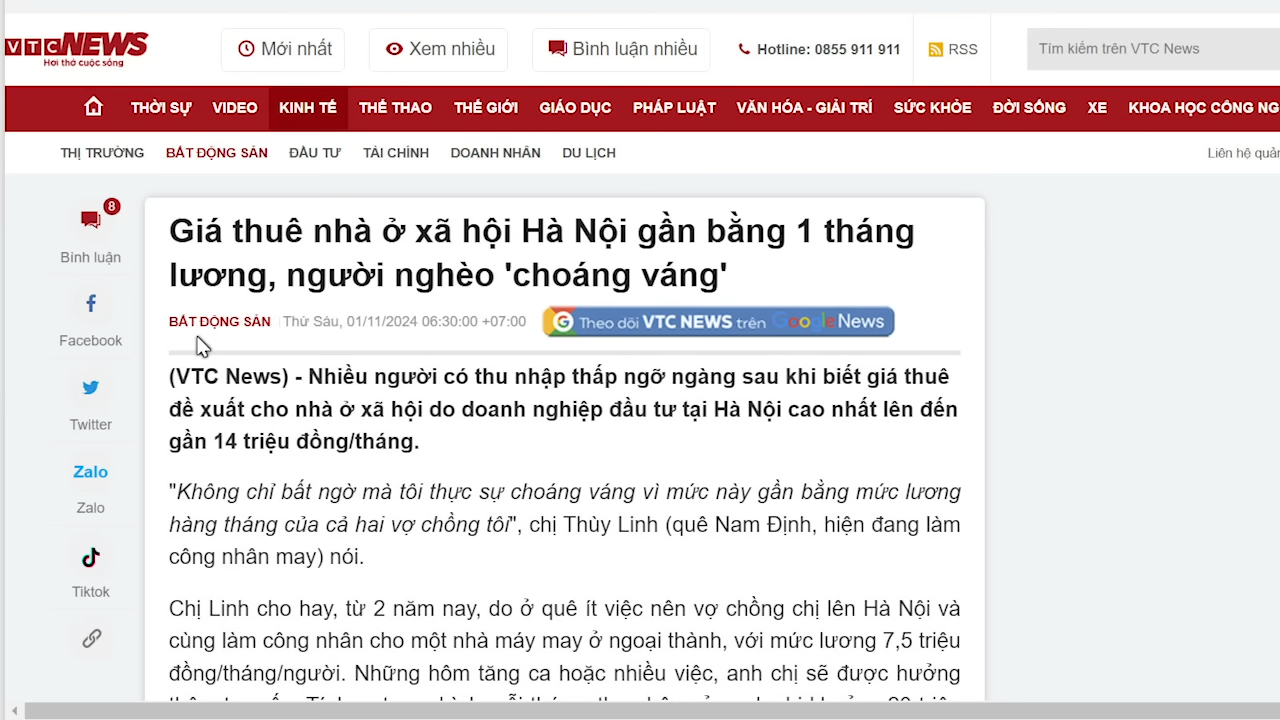 VTC NEWS
Hơi thở cuộc sống
Mới nhất
Xem nhiều
Bình luận nhiều
Hotline: 0855 911 911
RSS
Tìm kiếm trên VTC News
THỜI SỰ VIDEO KINH TẾ THỂ THAO THẾ GIỚI GIÁO DỤC PHÁP LUẬT VĂN HÓA - GIẢI TRÍ SỨC KHỎE ĐỜI SỐNG XE KHOA HỌC CÔNG NG
THỊ TRƯỜNG BẤT ĐỘNG SẢN ĐẦU TƯ TÀI CHÍNH DOANH NHÂN DU LỊCH
Liên hệ quản
8
Bình luận
Facebook
Twitter
Zalo
Zalo
Tiktok
Giá thuê nhà ở xã hội Hà Nội gần bằng 1 tháng
lương, người nghèo 'choáng váng'
BẤT ĐỘNG SẢN Thứ Sáu, 01/11/2024 06:30:00 +07:00
Theo dõi VTC NEWS trên Google News
(VTC News) - Nhiều người có thu nhập thấp ngỡ ngàng sau khi biết giá thuê
đề xuất cho nhà ở xã hội do doanh nghiệp đầu tư tại Hà Nội cao nhất lên đến
gần 14 triệu đồng/tháng.
"Không chỉ bất ngờ mà tôi thực sự choáng váng vì mức này gần bằng mức lương
hàng tháng của cả hai vợ chồng tôi", chị Thùy Linh (quê Nam Định, hiện đang làm
công nhân may) nói.
Chị Linh cho hay, từ 2 năm nay, do ở quê ít việc nên vợ chồng chị lên Hà Nội và
cùng làm công nhân cho một nhà máy may ở ngoại thành, với mức lương 7,5 triệu
đồng/tháng/người. Những hôm tăng ca hoặc nhiều việc, anh chị sẽ được hưởng